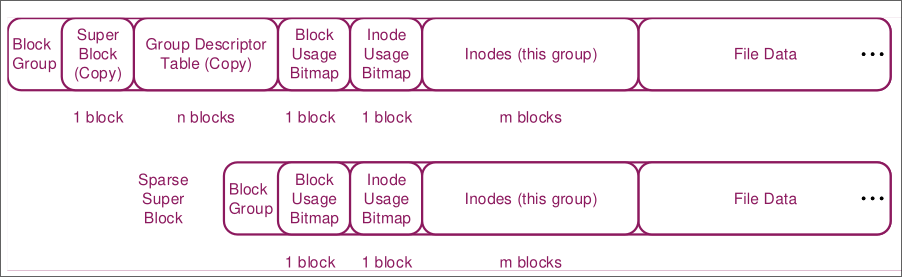 Block Group
Super Block (Copy)
Group Descriptor Table (Copy)
Block Usage Bitmap
Inode Usage Bitmap
Inodes (this group)
File Data
...
1 block
n blocks
1 block
1 block
m blocks
Sparse Super Block
Block Group
Block Usage Bitmap
Inode Usage Bitmap
Inodes (this group)
File Data
...
1 block
1 block
m blocks